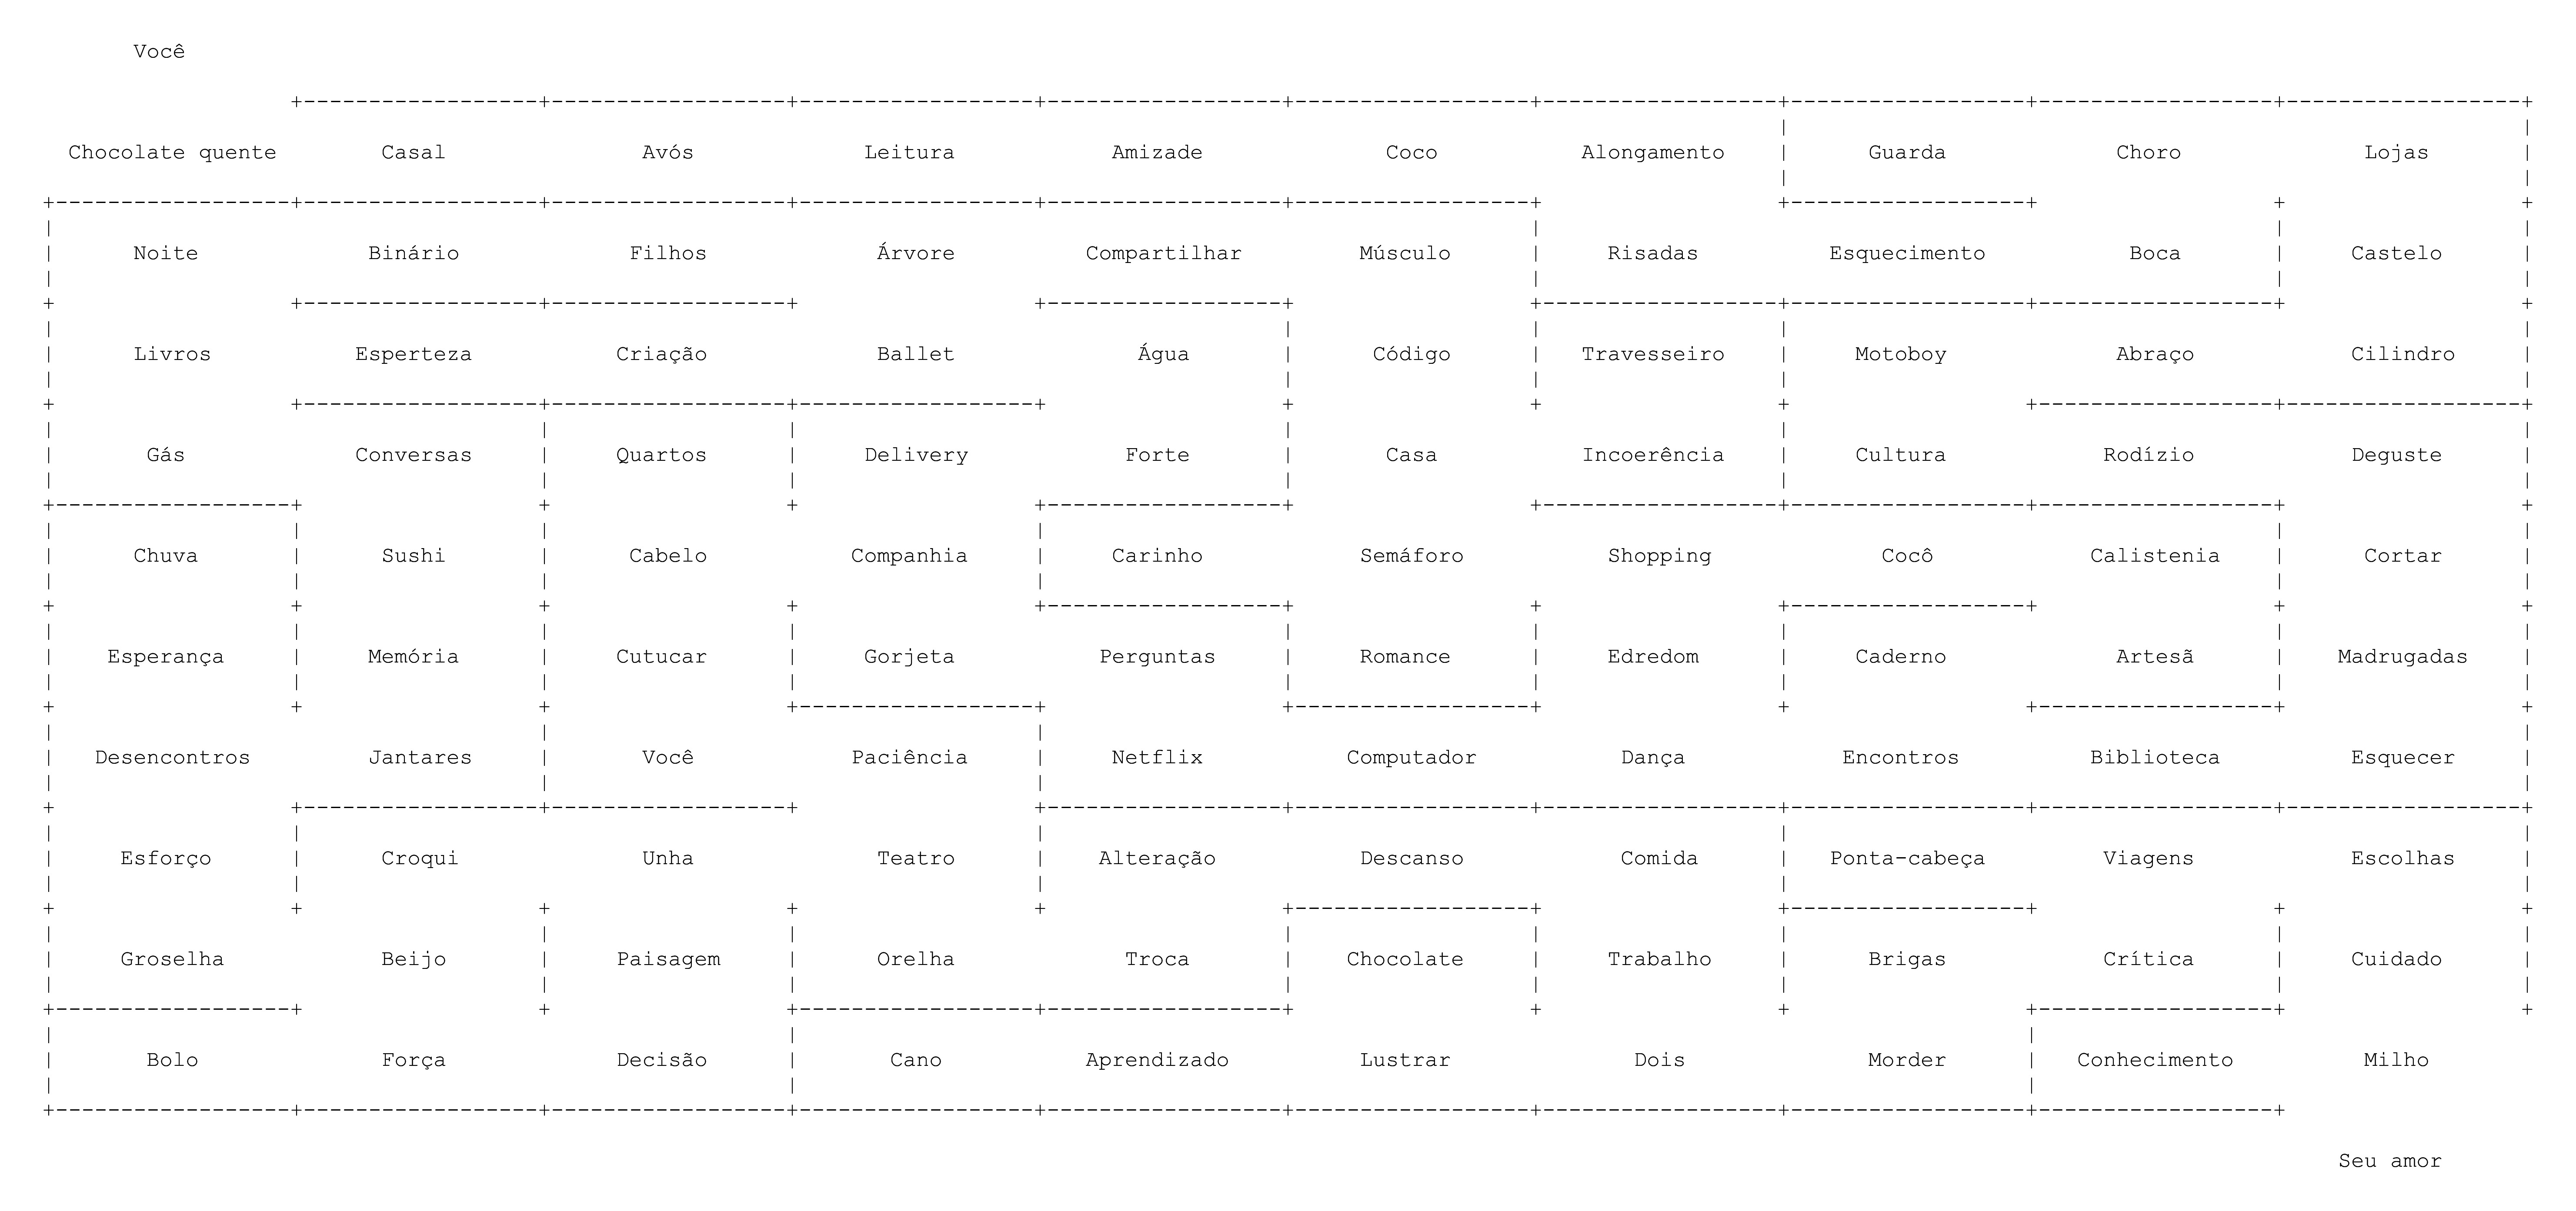 Você
Chocolate quente Casal Avós Leitura Amizade Coco Alongamento Guarda Choro Lojas
Noite Binário Filhos Árvore Compartilhar Músculo Risadas Esquecimento Boca Castelo
Livros Esperteza Criação Ballet Água Código Travesseiro Motoboy Abraço Cilindro
Gás Conversas Quartos Delivery Forte Casa Incoerência Cultura Rodízio Deguste
Chuva Sushi Cabelo Companhia Carinho Semáforo Shopping Cocô Calistenia Cortar
Esperança Memória Cutucar Gorjeta Perguntas Romance Edredom Caderno Artesã Madrugadas
Desencontros Jantares Você Paciência Netflix Computador Dança Encontros Biblioteca Esquecer
Esforço Croqui Unha Teatro Alteração Descanso Comida Ponta-cabeça Viagens Escolhas
Groselha Beijo Paisagem Orelha Troca Chocolate Trabalho Brigas Crítica Cuidado
Bolo Força Decisão Cano Aprendizado Lustrar Dois Morder Conhecimento Milho
Seu amor